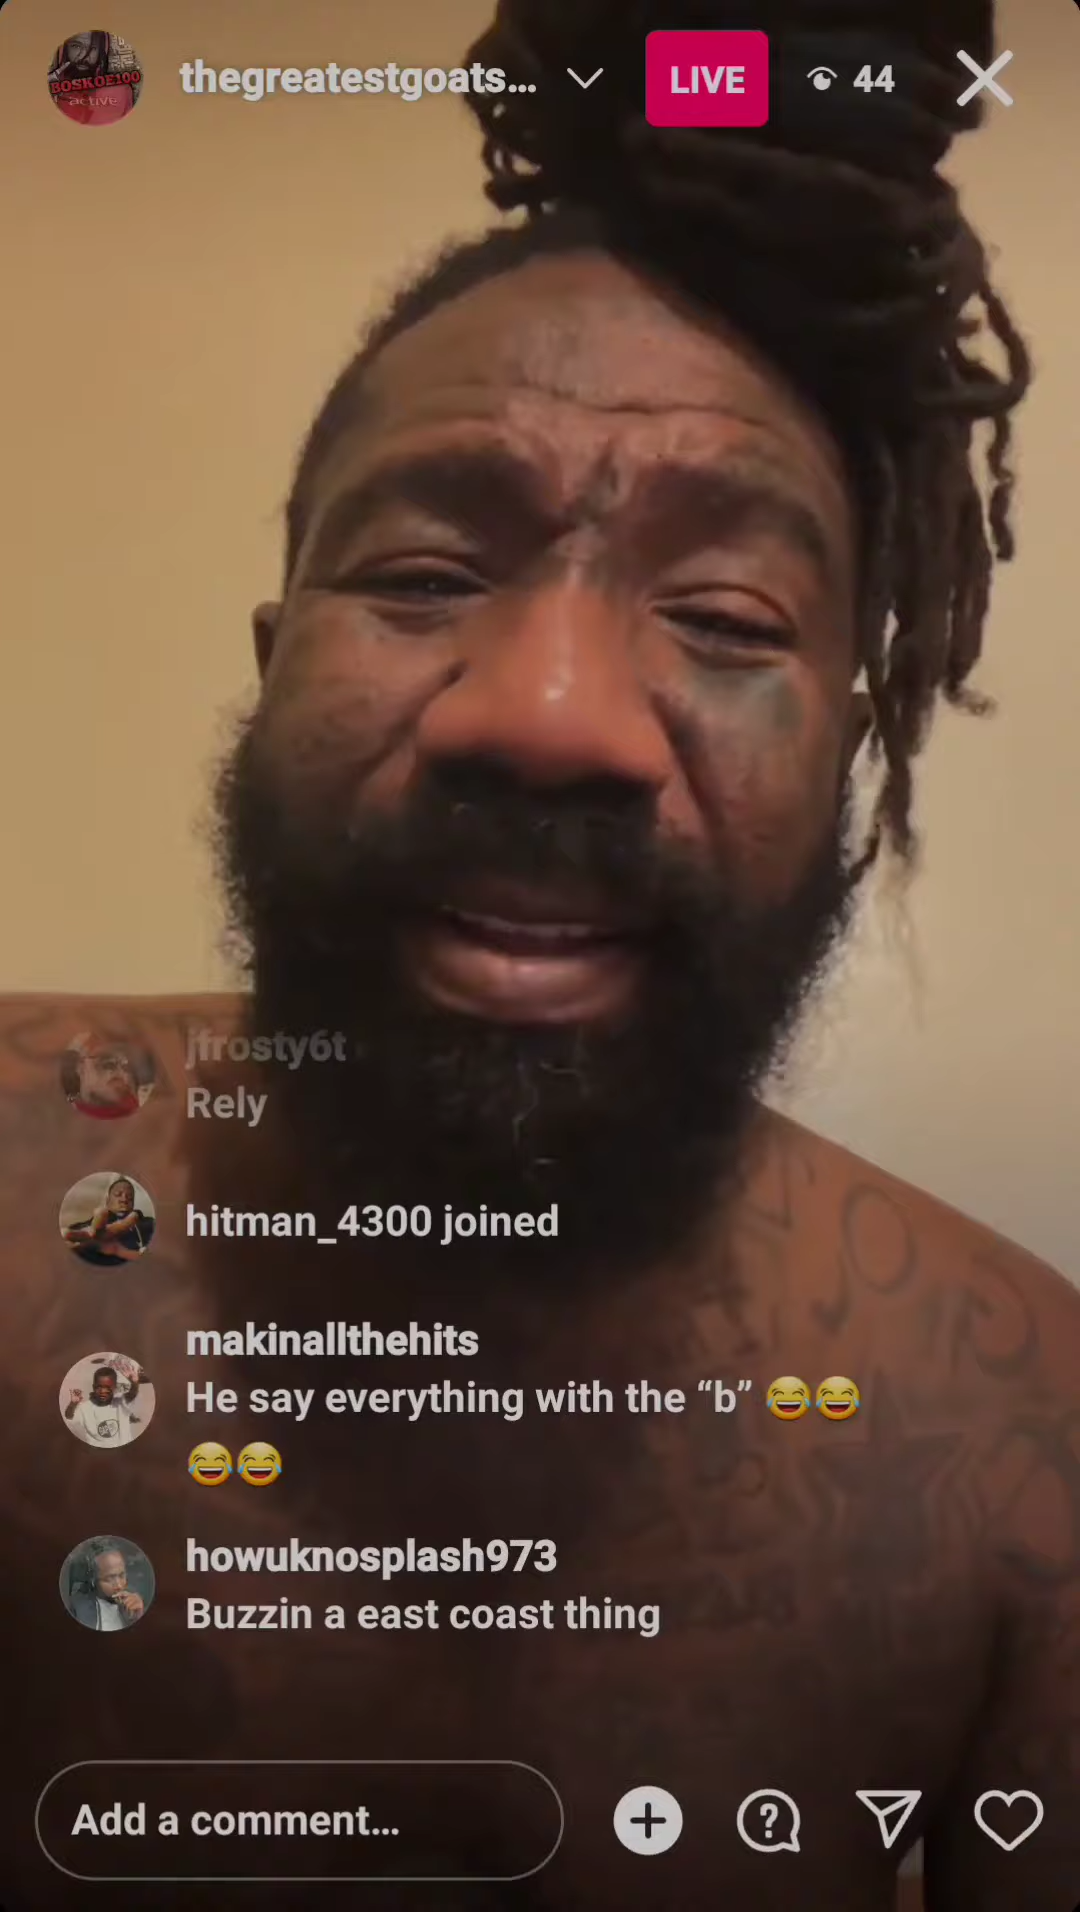 BOSKOE100
active
thegreatestgoats...
LIVE
44
jfrosty6t
Rely
hitman_4300 joined
makinallthehits
He say everything with the “b” 😂😂
😂😂
howuknosplash973
Buzzin a east coast thing
Add a comment...